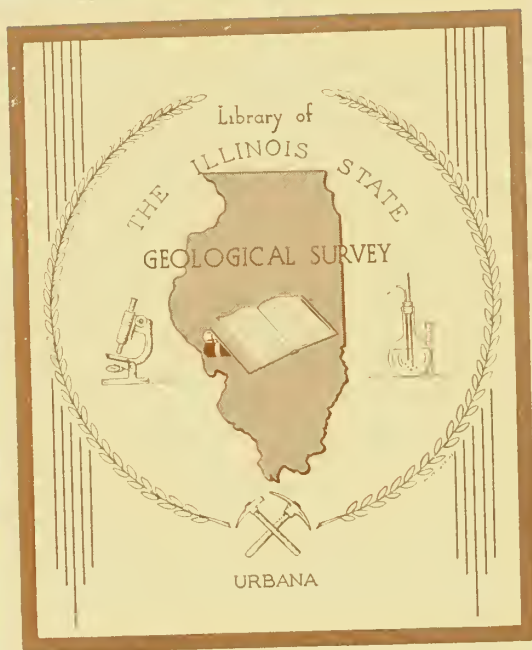 Library of
THE ILLINOIS STATE
GEOLOGICAL SURVEY
URBANA